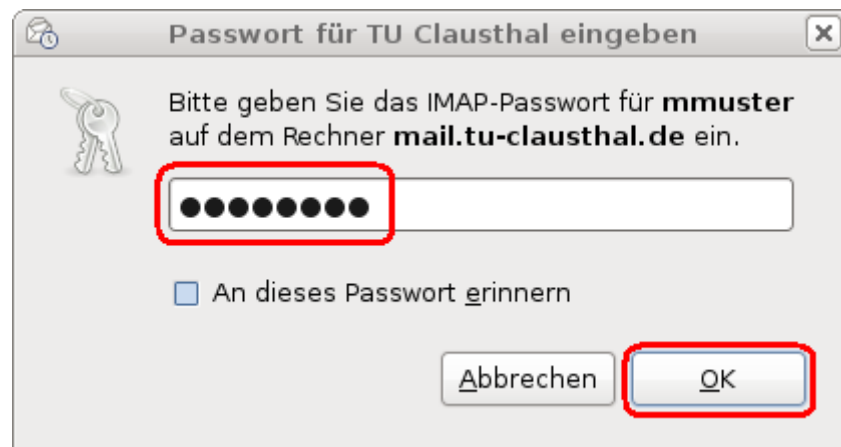 Passwort für TU Clausthal eingeben
Bitte geben Sie das IMAP-Passwort für mmuster
auf dem Rechner mail.tu-clausthal.de ein.
●●●●●●●●
An dieses Passwort erinnern
Abbrechen
OK